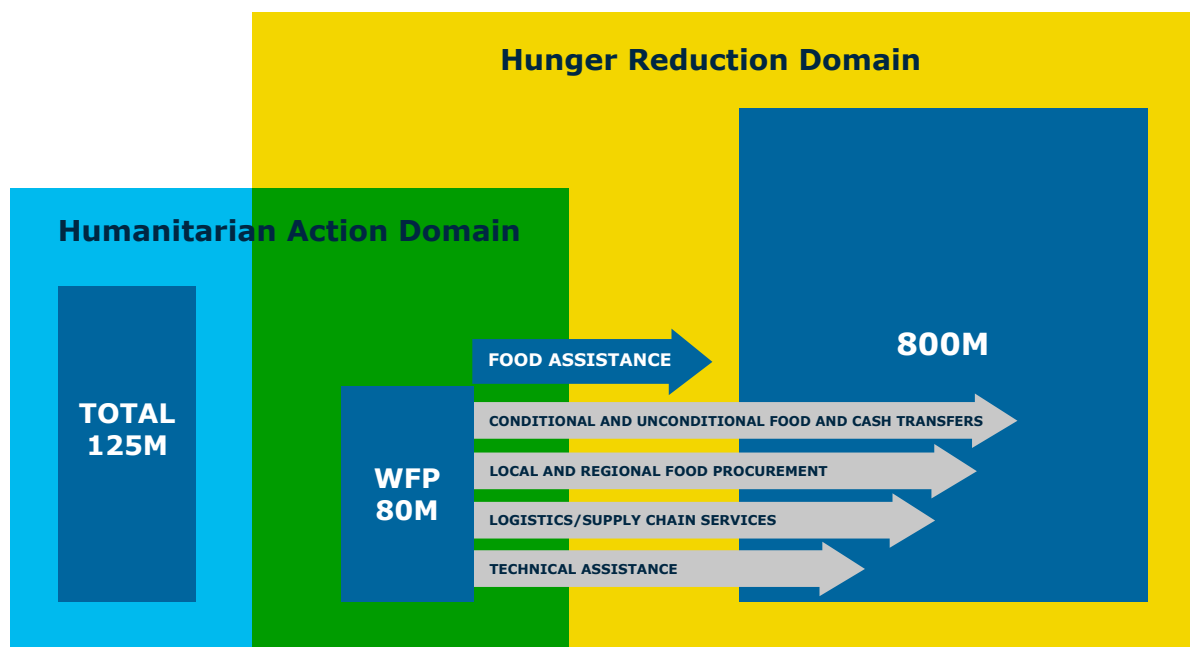 Hunger Reduction Domain
Humanitarian Action Domain
TOTAL
125M
WFP
80M
FOOD ASSISTANCE
CONDITIONAL AND UNCONDITIONAL FOOD AND CASH TRANSFERS
LOCAL AND REGIONAL FOOD PROCUREMENT
LOGISTICS/SUPPLY CHAIN SERVICES
TECHNICAL ASSISTANCE
800M